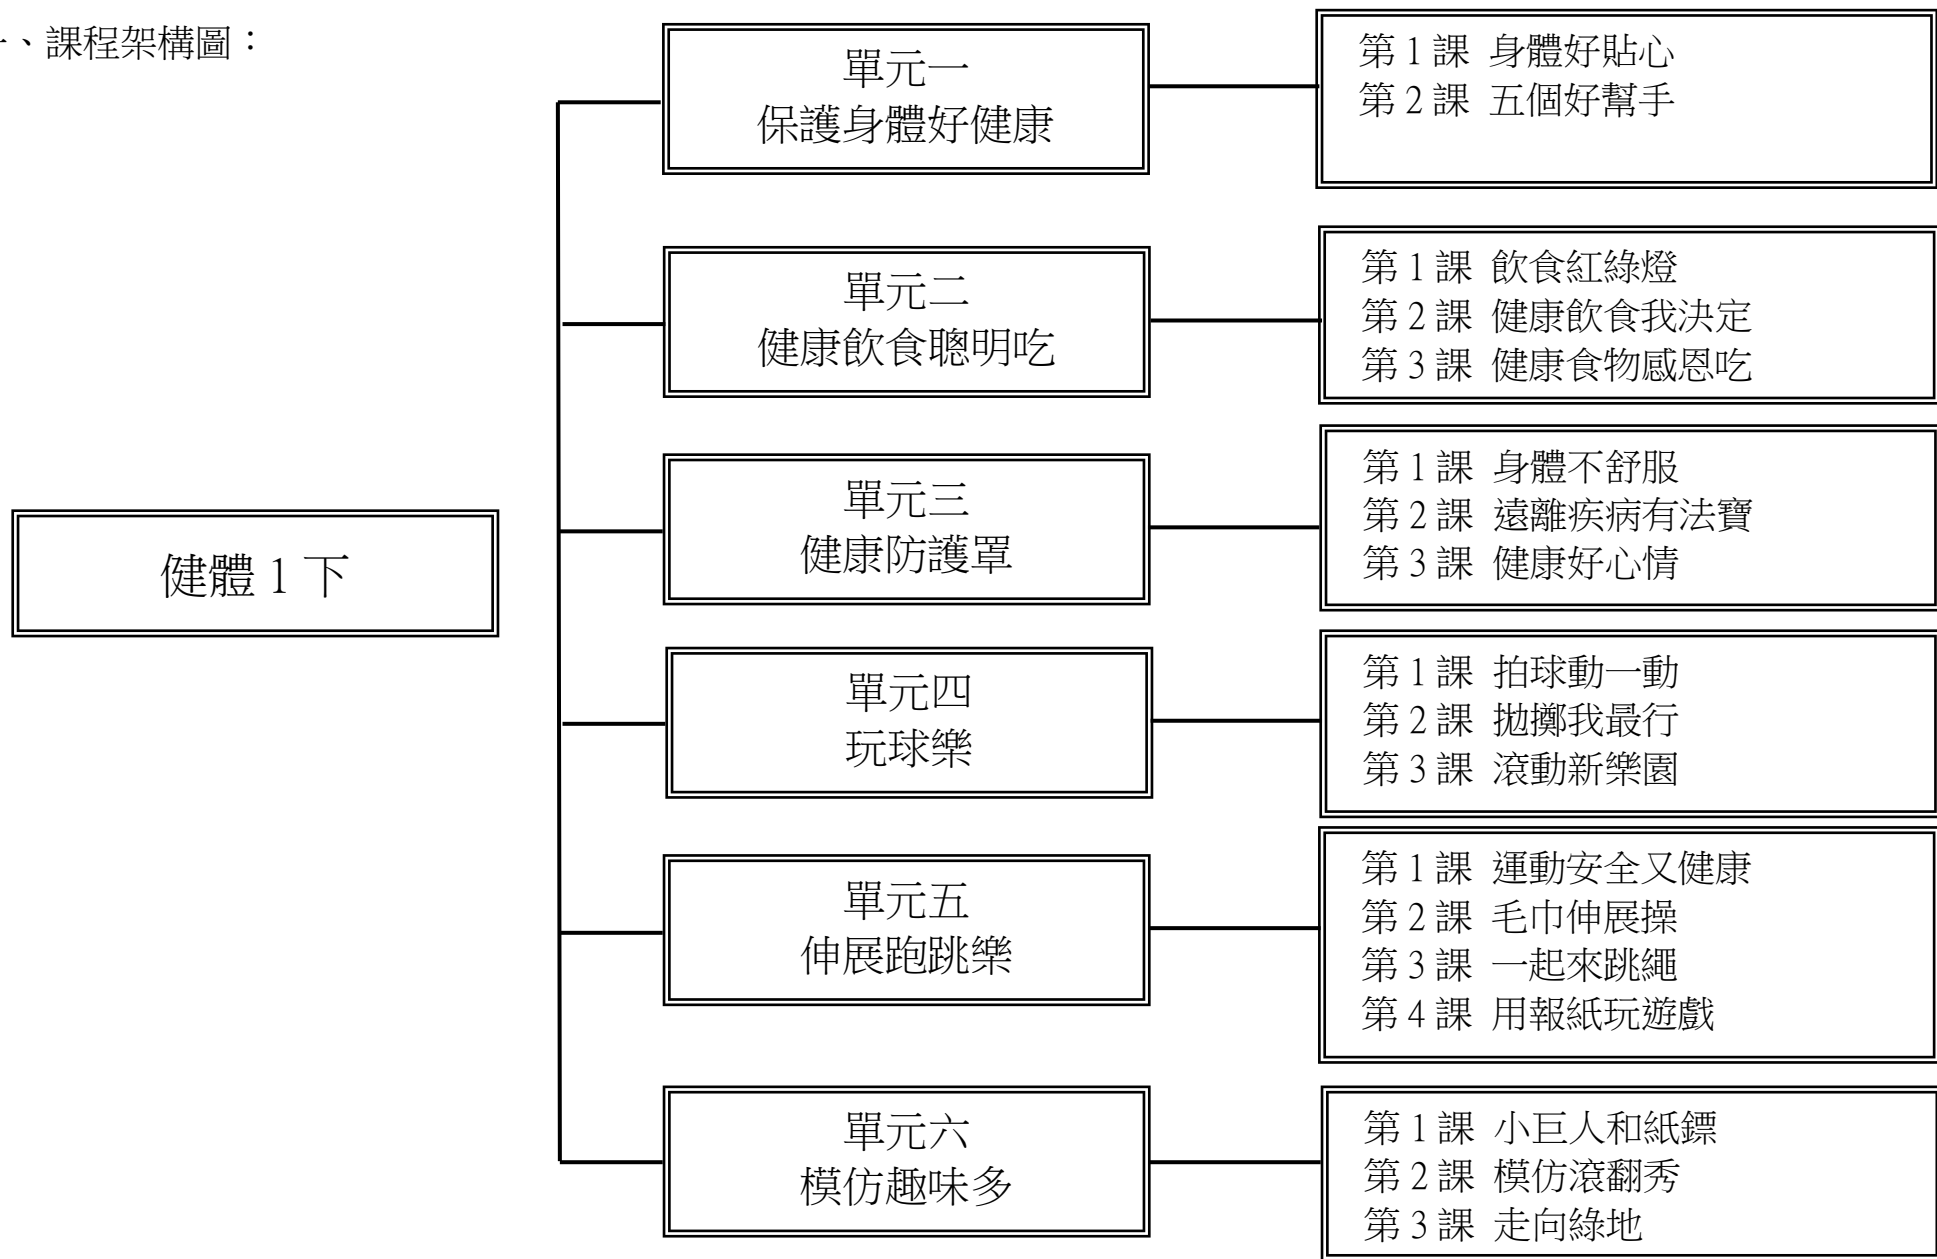 、課程架構圖：
健體 1 下
單元一
保護身體好健康
第 1 課 身體好貼心
第 2 課 五個好幫手
單元二
健康飲食聰明吃
第 1 課 飲食紅綠燈
第 2 課 健康飲食我決定
第 3 課 健康食物感恩吃
單元三
健康防護罩
第 1 課 身體不舒服
第 2 課 遠離疾病有法寶
第 3 課 健康好心情
單元四
玩球樂
第 1 課 拍球動一動
第 2 課 拋擲我最行
第 3 課 滾動新樂園
單元五
伸展跑跳樂
第 1 課 運動安全又健康
第 2 課 毛巾伸展操
第 3 課 一起來跳繩
第 4 課 用報紙玩遊戲
單元六
模仿趣味多
第 1 課 小巨人和紙鏢
第 2 課 模仿滾翻秀
第 3 課 走向綠地